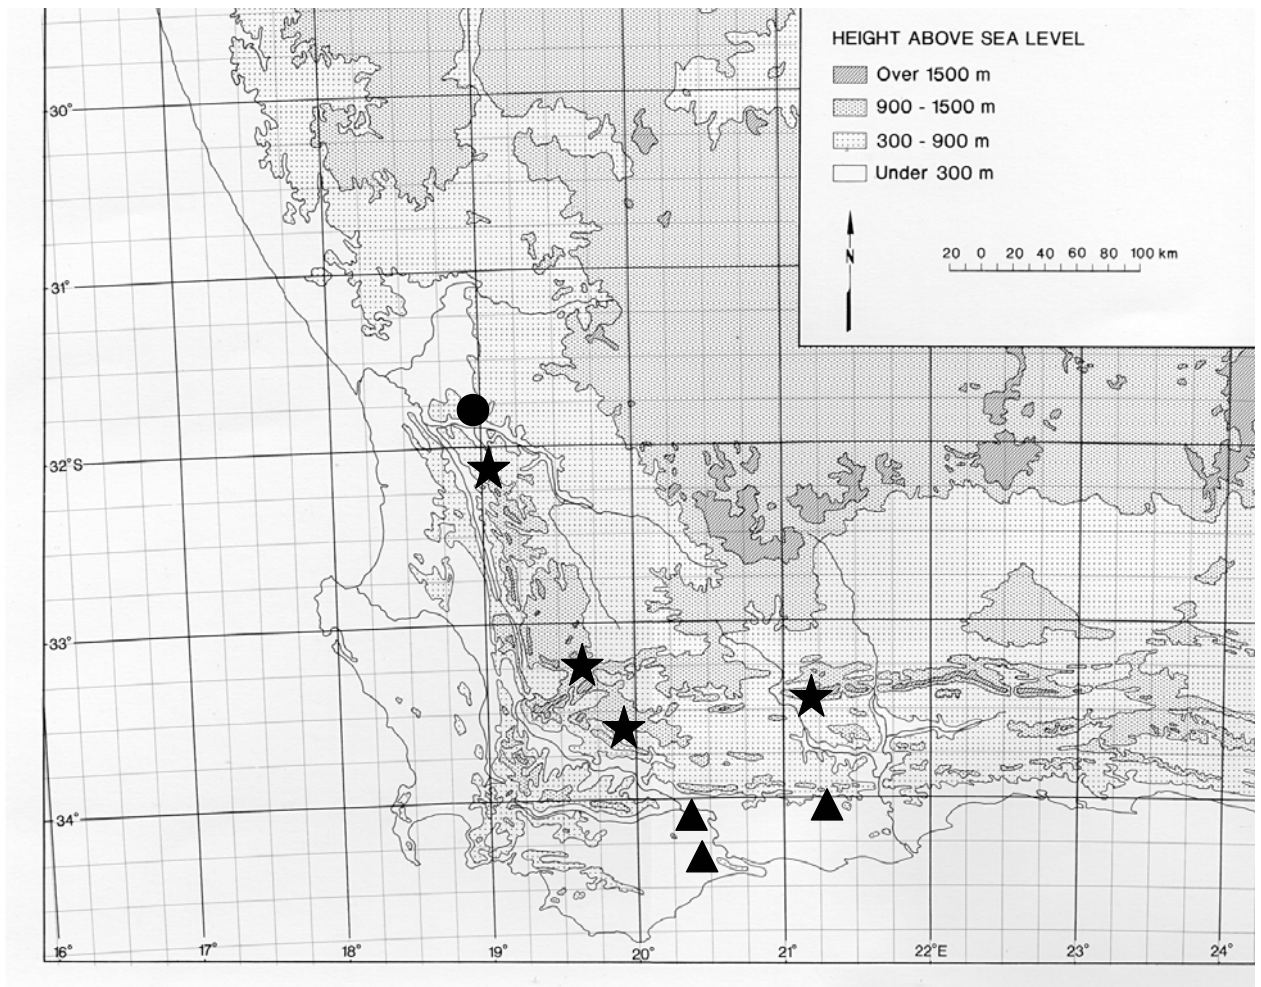 HEIGHT ABOVE SEA LEVEL
Over 1500 m
900 - 1500 m
300 - 900 m
Under 300 m
N
20 0 20 40 60 80 100 km
30°
31°
32°S
33°
34°
16° 17° 18° 19° 20° 21° 22°E 23° 24°